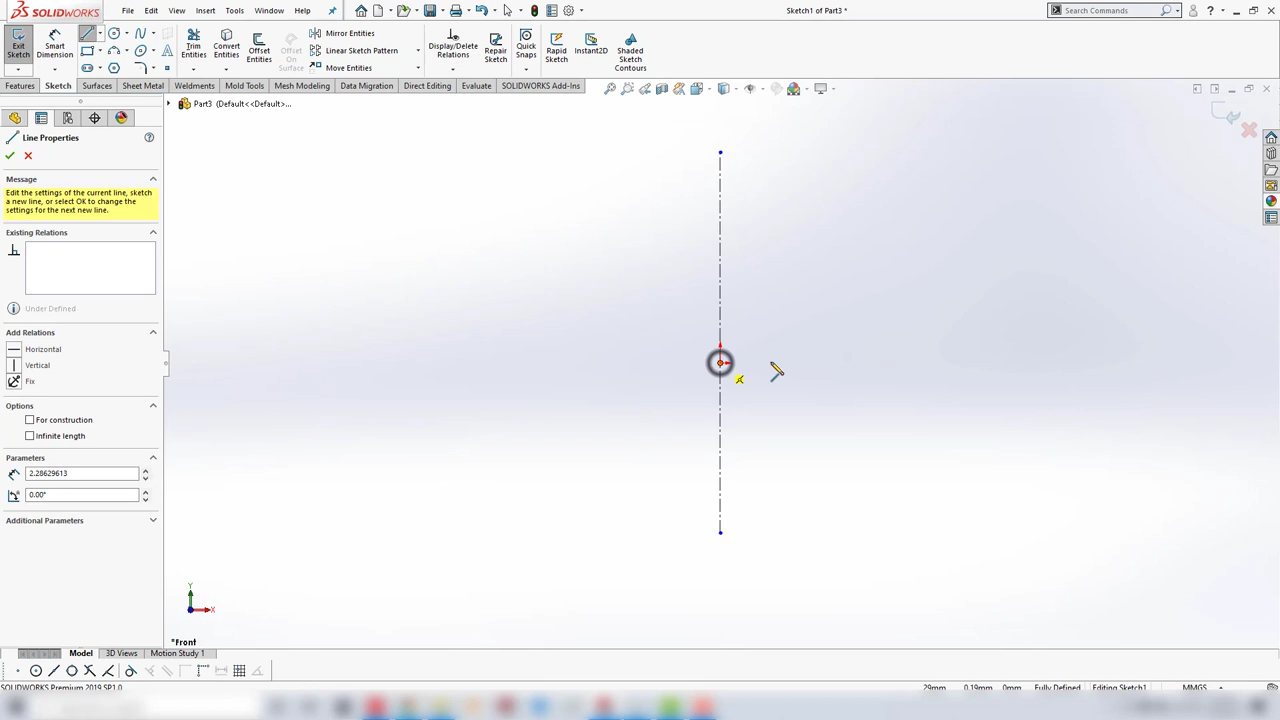 SOLIDWORKS File Edit View Insert Tools Window Help Sketch1 of Part3 * Search Commands
Exit Sketch
Smart Dimension
Trim Entities
Convert Entities
Offset Entities
Offset On Surface
Mirror Entities
Linear Sketch Pattern
Move Entities
Display/Delete Relations
Repair Sketch
Quick Snaps
Rapid Sketch
Instant2D
Shaded Sketch Contours
Features Sketch Surfaces Sheet Metal Weldments Mold Tools Mesh Modeling Data Migration Direct Editing Evaluate SOLIDWORKS Add-Ins
Part3 (Default<<Default>...
Line Properties
Message
Edit the settings of the current line, sketch
a new line, or select OK to change the
settings for the next new line.
Existing Relations
Under Defined
Add Relations
Horizontal
Vertical
Fix
Options
For construction
Infinite length
Parameters
2.28629613
0.00°
Additional Parameters
Y
X
*Front
Model 3D Views Motion Study 1
SOLIDWORKS Premium 2019 SP1.0 29mm 0.19mm 0mm Fully Defined Editing Sketch1 MMGS